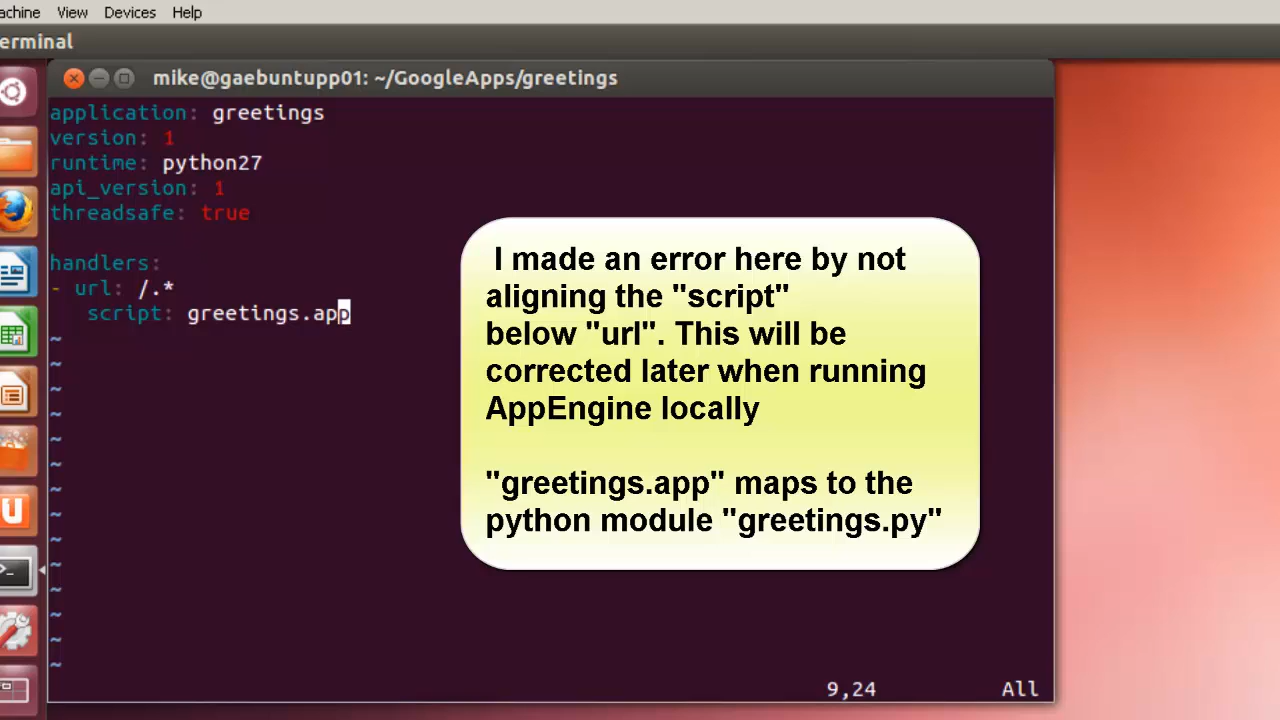 achine View Devices Help
erminal
mike@gaebuntupp01: ~/GoogleApps/greetings
application: greetings
version: 1
runtime: python27
api_version: 1
threadsafe: true
handlers:
- url: /.*
   script: greetings.app
~
~
~
~
~
~
~
~
~
~
~
~
~
~
9,24 All
I made an error here by not
aligning the "script"
below "url". This will be
corrected later when running
AppEngine locally
"greetings.app" maps to the
python module "greetings.py"